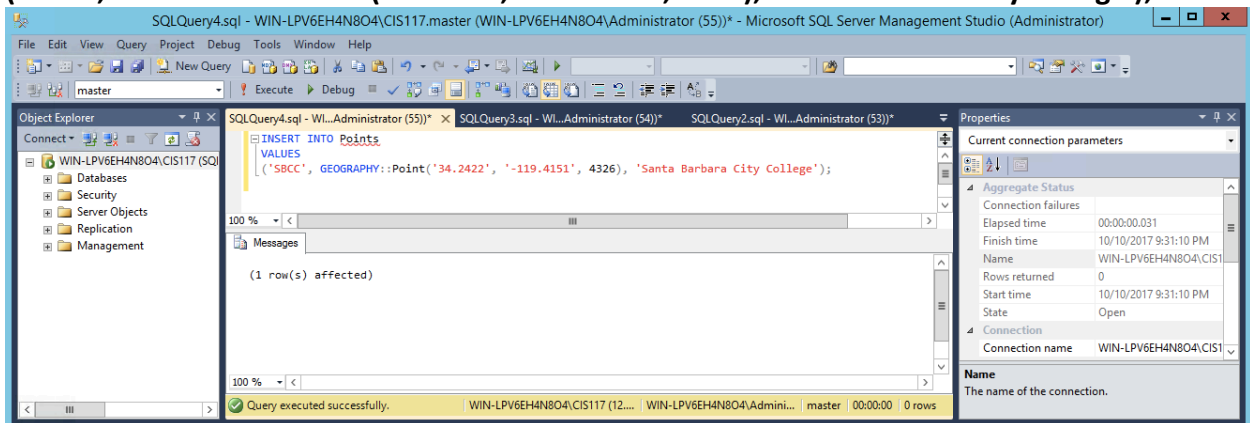 SQLQuery4.sql - WIN-LPV6EH4N8O4\CIS117.master (WIN-LPV6EH4N8O4\Administrator (55))* - Microsoft SQL Server Management Studio (Administrator)
File Edit View Query Project Debug Tools Window Help
New Query
master Execute Debug
Object Explorer
Connect
WIN-LPV6EH4N8O4\CIS117 (SQl
Databases
Security
Server Objects
Replication
Management
SQLQuery4.sql - WI...Administrator (55))* SQLQuery3.sql - WI...Administrator (54))* SQLQuery2.sql - WI...Administrator (53))*
INSERT INTO Points
VALUES
('SBCC', GEOGRAPHY::Point('34.2422', '-119.4151', 4326), 'Santa Barbara City College');
100 %
Messages
(1 row(s) affected)
100 %
Query executed successfully. WIN-LPV6EH4N8O4\CIS117 (12.... WIN-LPV6EH4N8O4\Admini... master 00:00:00 0 rows
Properties
Current connection parameters
Aggregate Status
Connection failures
Elapsed time 00:00:00.031
Finish time 10/10/2017 9:31:10 PM
Name WIN-LPV6EH4N8O4\CIS1
Rows returned 0
Start time 10/10/2017 9:31:10 PM
State Open
Connection
Connection name WIN-LPV6EH4N8O4\CIS1
Name
The name of the connection.